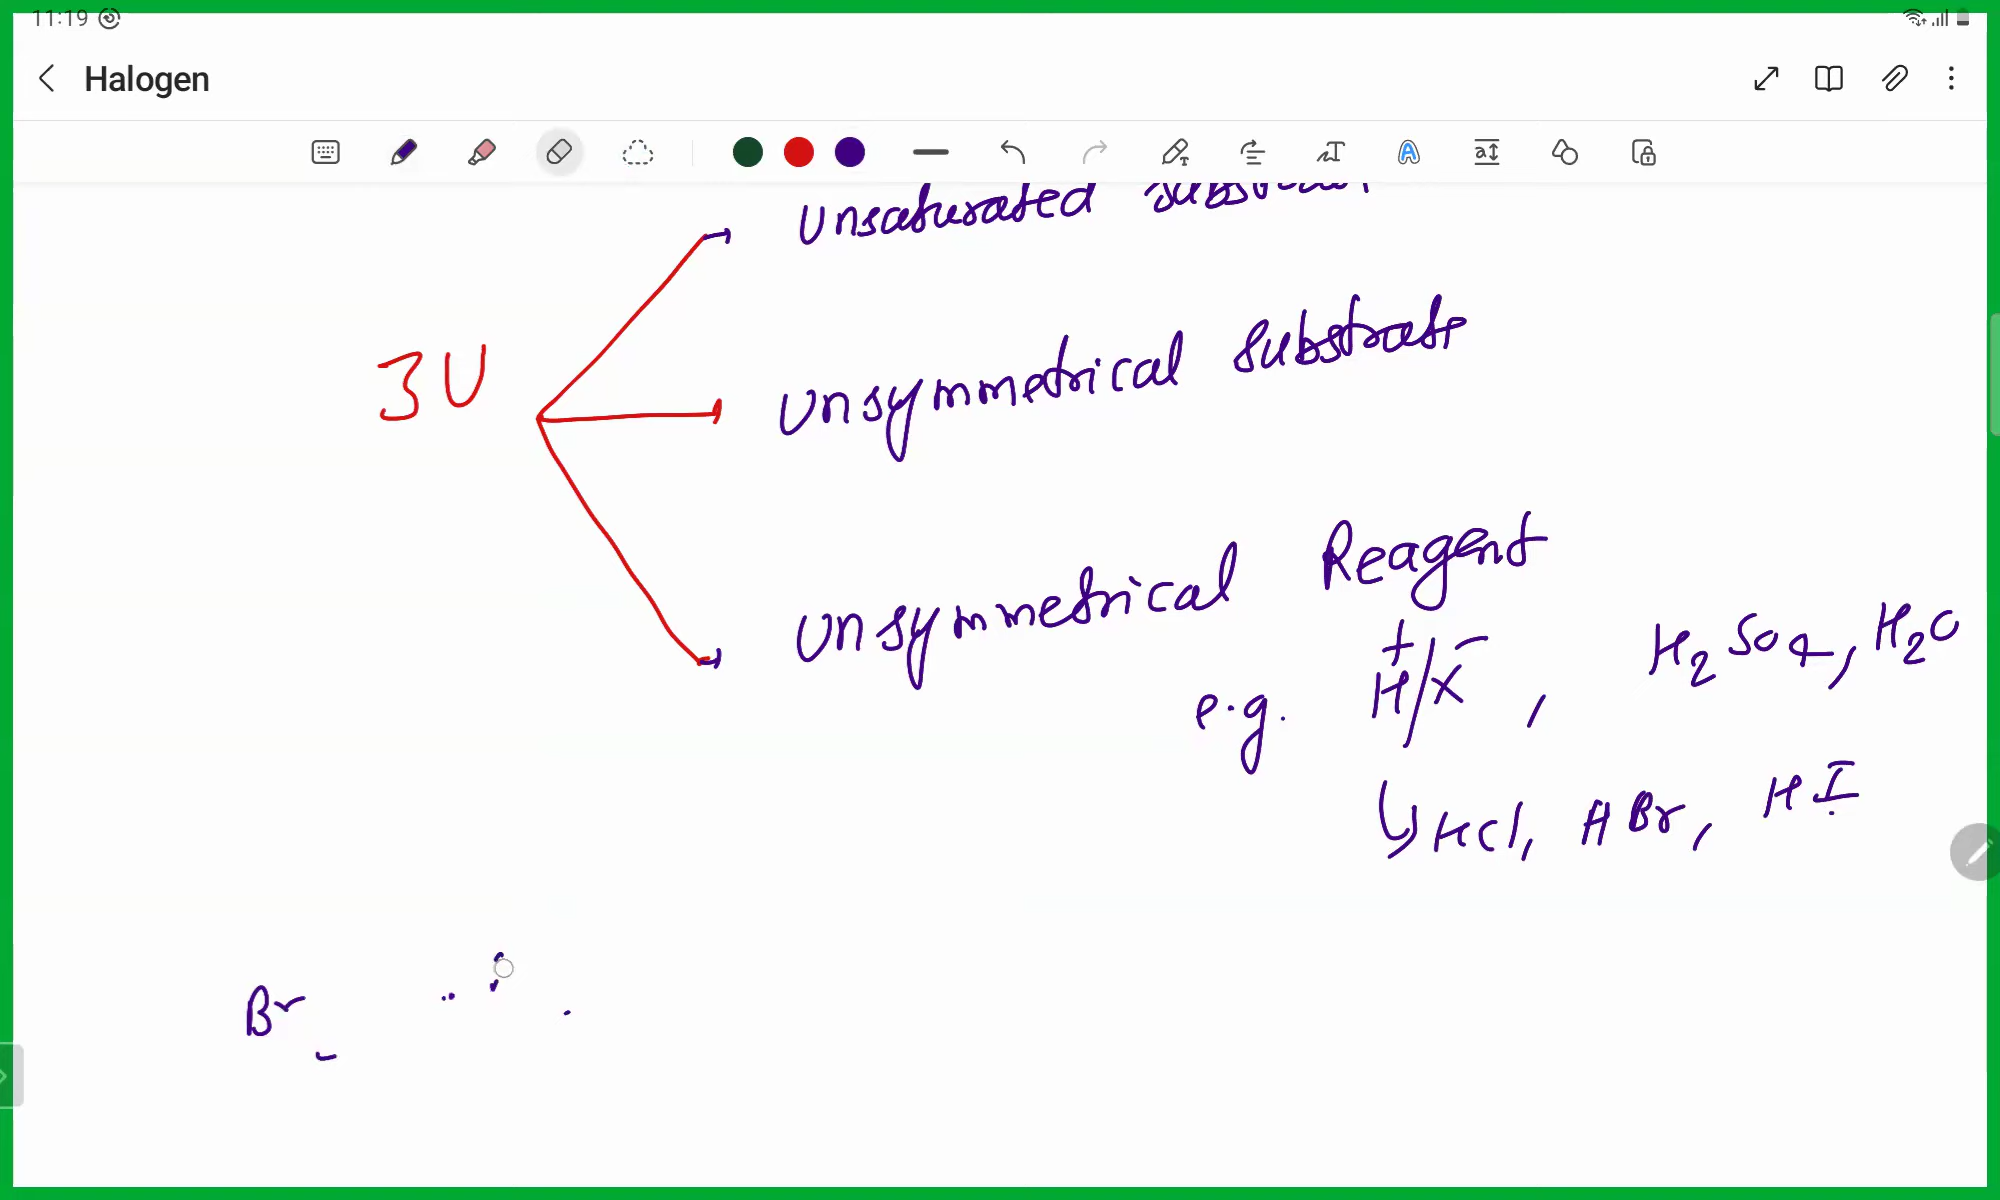 11:19
Halogen
Unsaturated
3U
Unsymmetrical Substrate
Unsymmetrical Reagent
e.g. H⁺/X⁻, H₂SO₄, H₂O
HCl, HBr, HI
Br